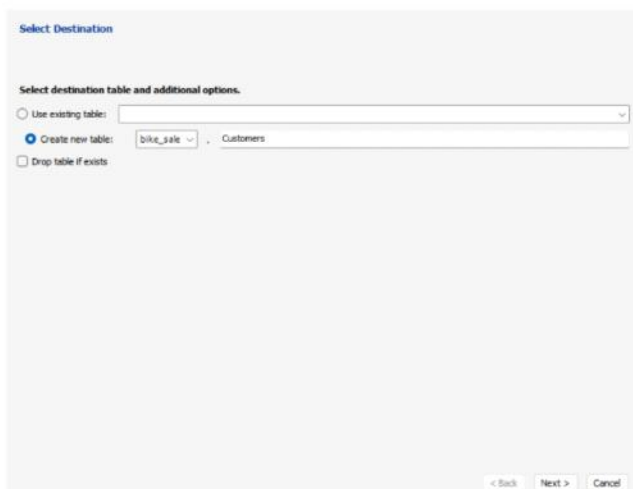 Select Destination
Select destination table and additional options.
Use existing table:
Create new table: bike_sale . Customers
Drop table if exists
< Back Next > Cancel